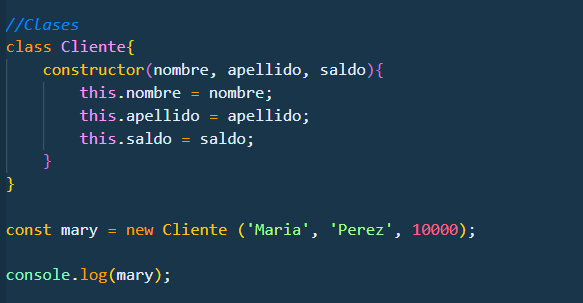 //Clases
class Cliente{
    constructor(nombre, apellido, saldo){
        this.nombre = nombre;
        this.apellido = apellido;
        this.saldo = saldo;
    }
}
const mary = new Cliente ('Maria', 'Perez', 10000);
console.log(mary);